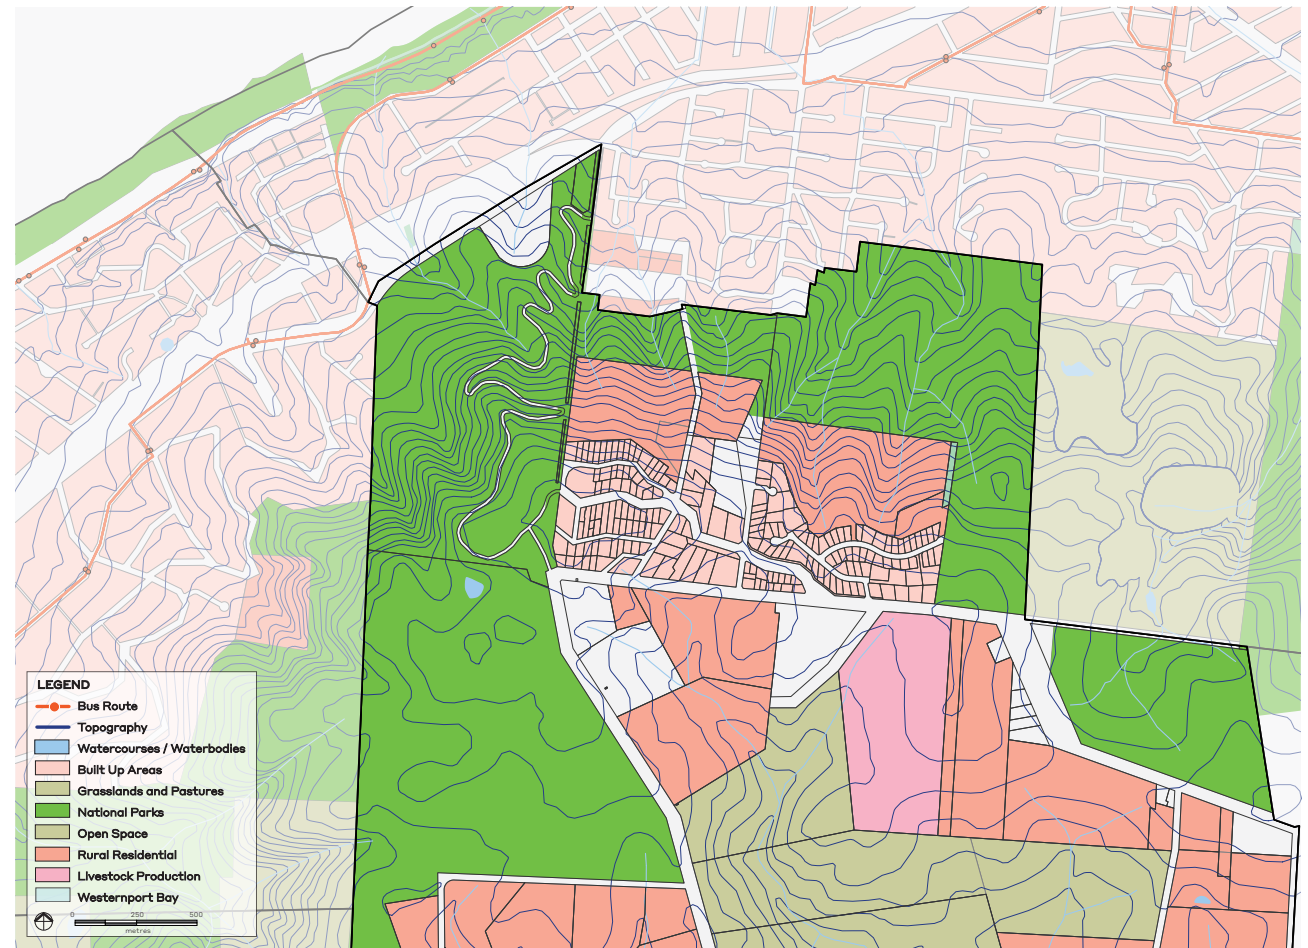 LEGEND
Bus Route
Topography
Watercourses / Waterbodies
Built Up Areas
Grasslands and Pastures
National Parks
Open Space
Rural Residential
Livestock Production
Westernport Bay
0 250 500
metres